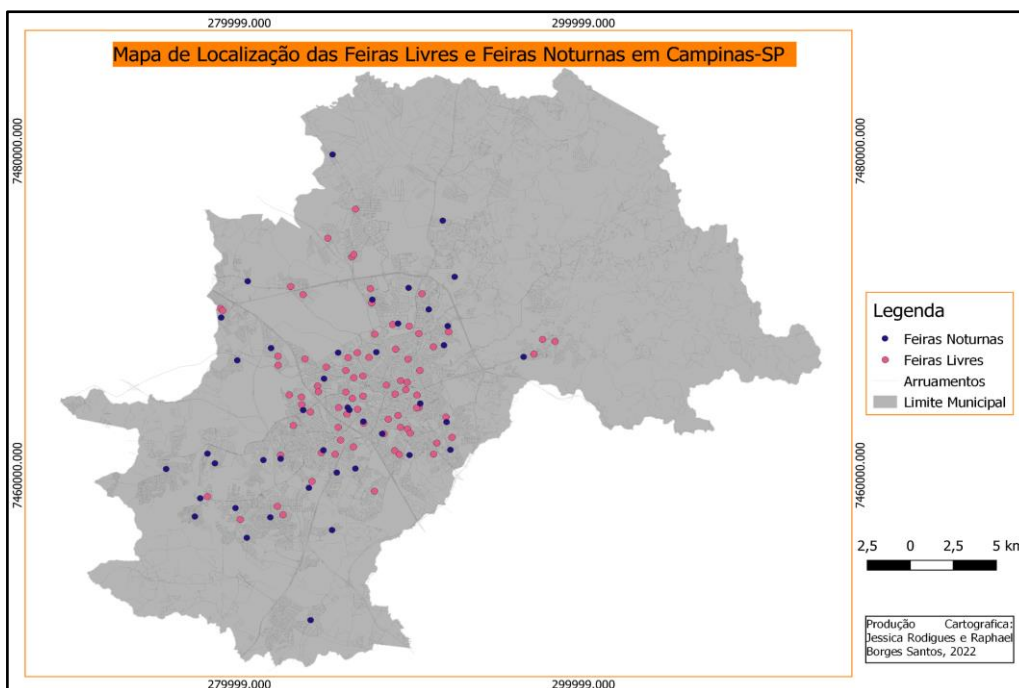 279999.000 299999.000
Mapa de Localização das Feiras Livres e Feiras Noturnas em Campinas-SP
7480000.000 7480000.000
Legenda
Feiras Noturnas
Feiras Livres
Arruamentos
Limite Municipal
7460000.000 7460000.000
2,5 0 2,5 5 km
Produção Cartografica:
Jessica Rodigues e Raphael
Borges Santos, 2022
279999.000 299999.000